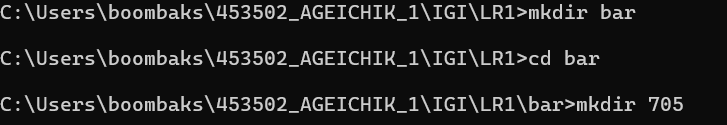 C:\Users\boombaks\453502_AGEICHIK_1\IGI\LR1>mkdir bar
C:\Users\boombaks\453502_AGEICHIK_1\IGI\LR1>cd bar
C:\Users\boombaks\453502_AGEICHIK_1\IGI\LR1\bar>mkdir 705